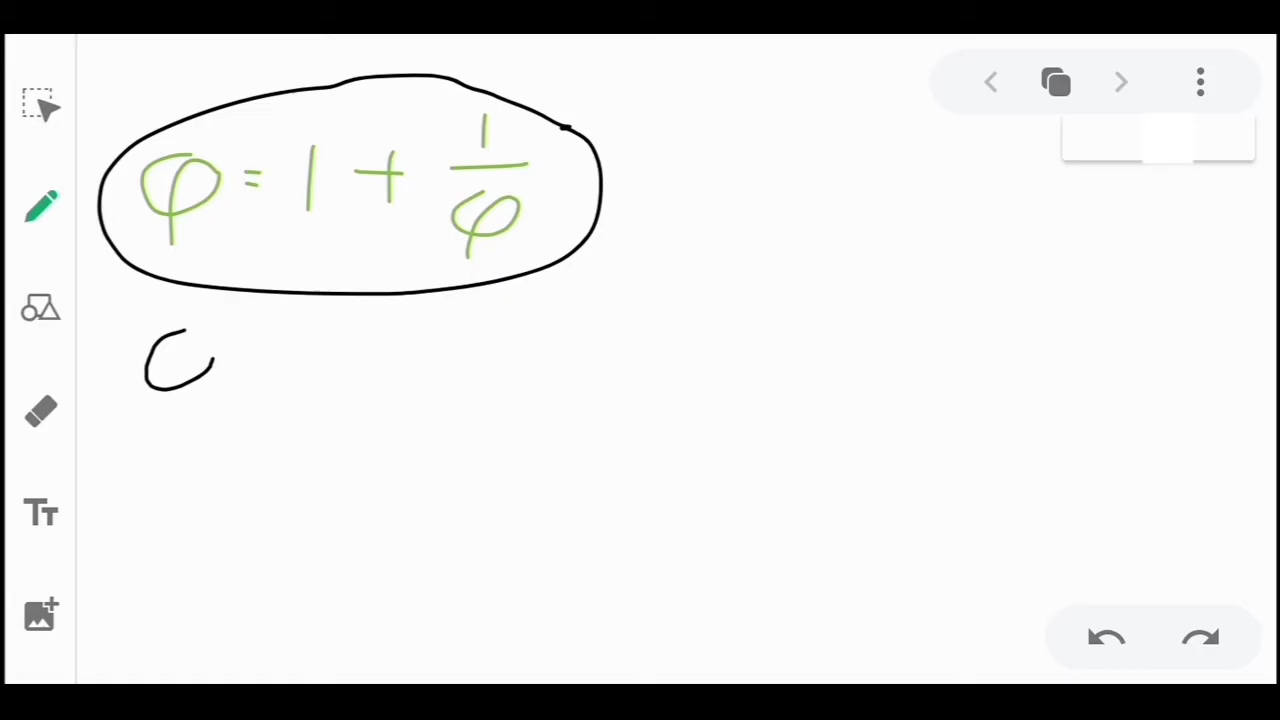 φ = 1 + 1/φ